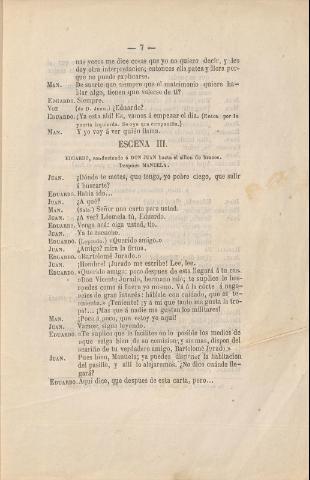 — 7 —
nas veces me dice cosas que yo no quiero decir, y les
doy otra interpretacion; entonces ella patea y llora por-
que no puede explicarse.
MAN. De suerte que siempre que el matrimonio quiere ha-
blar algo, tienen que valerse de tí?
EDUARDO. Siempre.
VOZ (de D. Juan.) ¡Eduardo?
EDUARDO. ¡Ya está ahí! Ea, vamos á empezar el dia. (Entra por la
puerta izquierda. Se oye una campanilla.)
MAN. Y yo voy á ver quién llama.
ESCENA III.
EDUARDO, conduciendo á DON JUAN hasta el sillon de brazos.
Despues MANUELA.
JUAN. ¿Dónde te metes, que tengo, yo pobre ciego, que salir
á buscarte?
EDUARDO. Habia ido...
JUAN. ¿A qué?
MAN. (Sale.) Señor una carta para usted.
JUAN. ¿A ver? Léemela tú, Eduardo.
EDUARDO. Venga acá: oiga usted, tio.
JUAN. Ya te escucho.
EDUARDO. (Leyendo.) «Querido amigo.»
JUAN. ¿Amigo? mira la firma.
EDUARDO. «Bartolomé Jurado.»
JUAN. ¡Hombre! ¡Jurado me escribe! Lee, lee.
EDUARDO. «Querido amigo: poco despues de esta llegará á tu casa
»Don Vicente Jurado, hermano mio; te suplico le hos-
»pedes como si fuera yo mismo. Vá á la córte á nego-
»cios de gran interés: háblale con cuidado, que es te-
»niente.» ¡Teniente! ¡y á mí que tanto me gusta la tro-
pa!... ¡Mas que á nadie me gustan los militares!
MAN. ¡Poco á poco, que estoy yo aquí!
JUAN. Vamos, sigue leyendo.
EDUARDO. «Te suplico que le facilites en lo posible los medios de
»que salga bien de su comision; y sin mas, dispon del
»cariño de tu verdadero amigo, Bartolomé Jurado.»
JUAN. Pues bien, Manuela; ya puedes disponer la habitacion
del pasillo, y allí lo alojaremos. ¿No dice cuándo lle-
gará?
EDUARDO. Aquí dice, que despues de esta carta, pero...